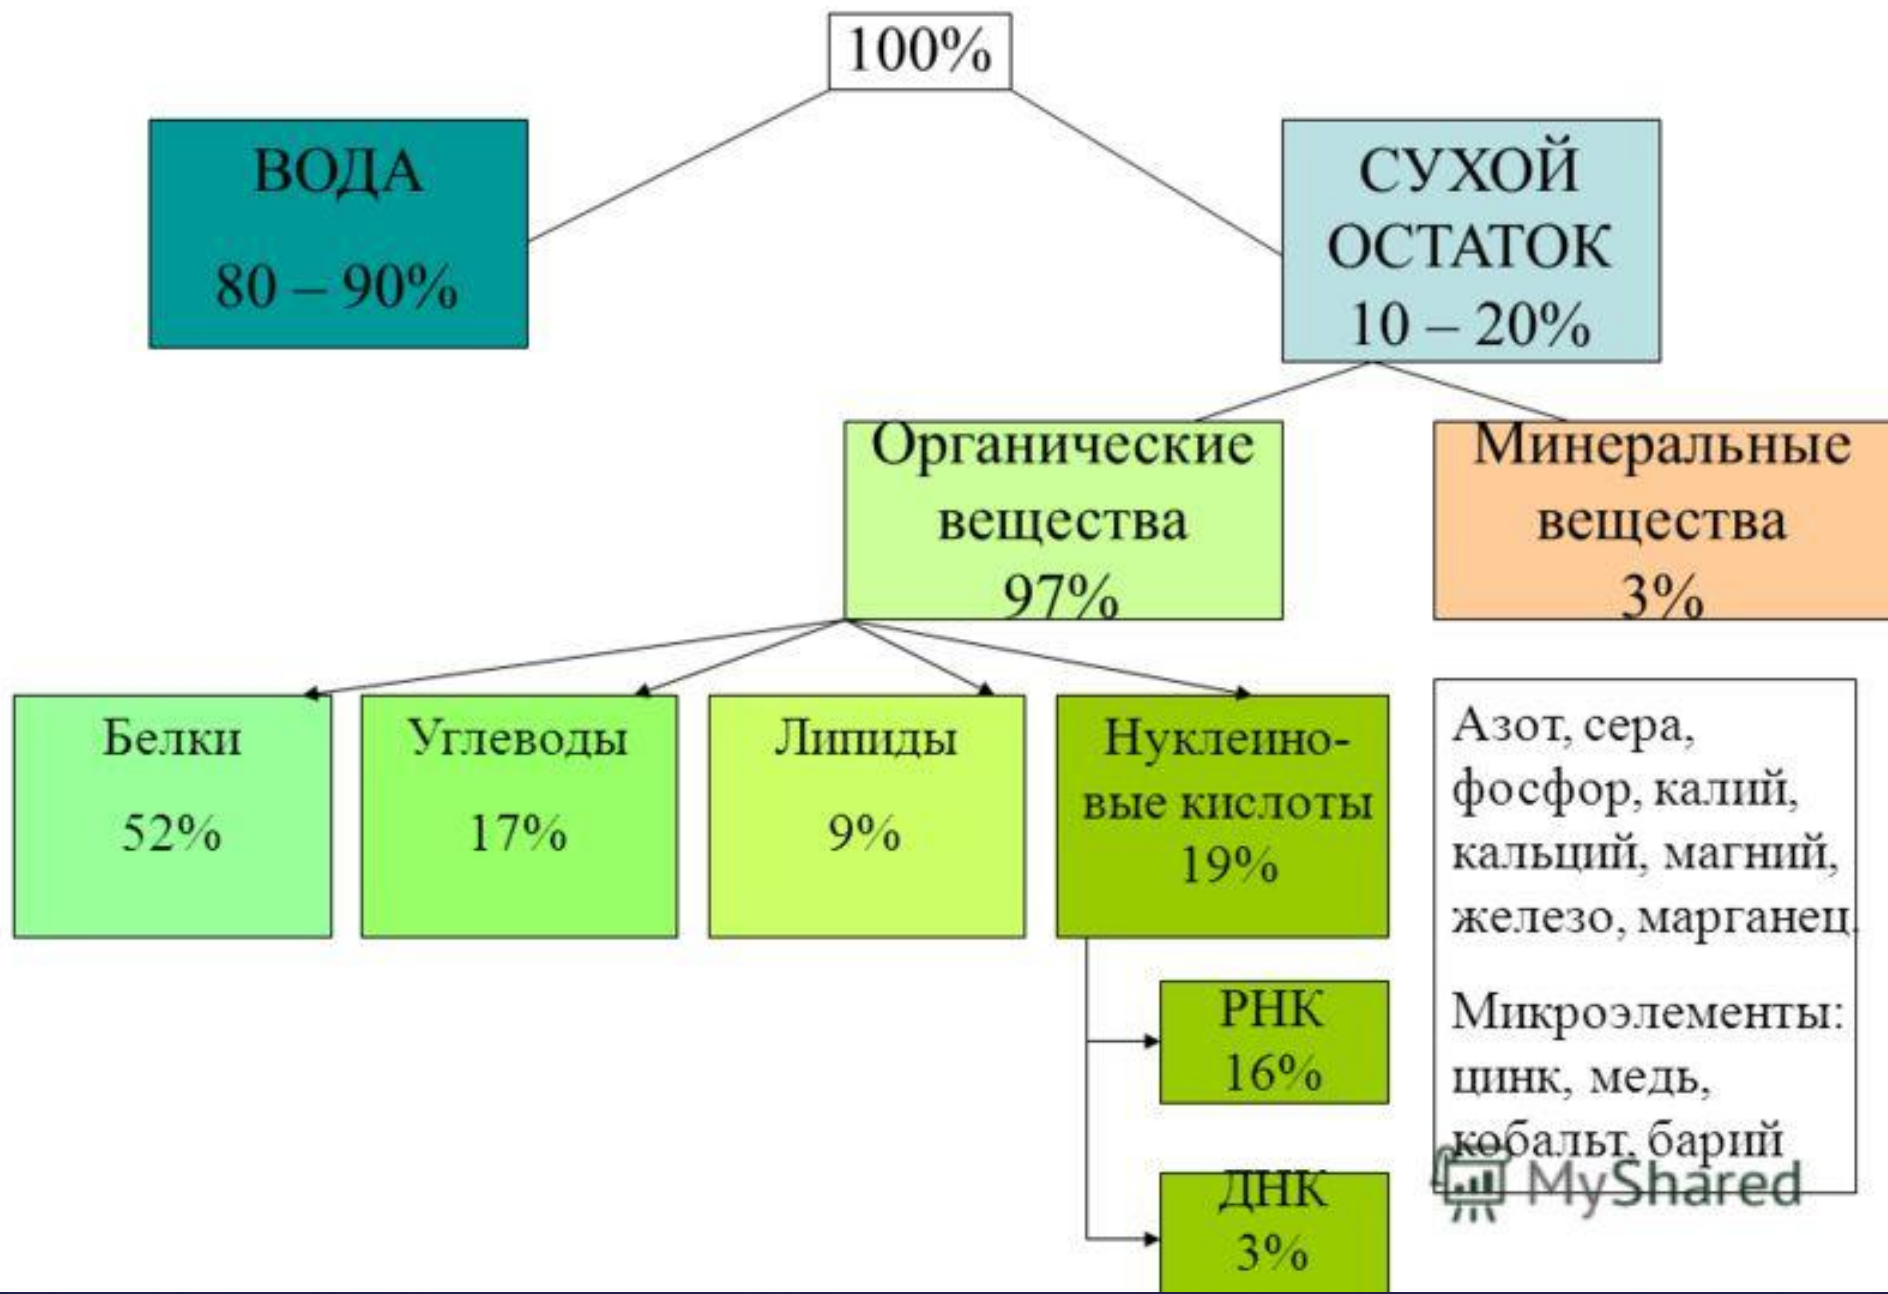 100%
ВОДА
80 – 90%
СУХОЙ
ОСТАТОК
10 – 20%
Органические
вещества
97%
Минеральные
вещества
3%
Белки
52%
Углеводы
17%
Липиды
9%
Нуклеино-
вые кислоты
19%
РНК
16%
ДНК
3%
Азот, сера,
фосфор, калий,
кальций, магний,
железо, марганец.
Микроэлементы:
цинк, медь,
кобальт, барий
MyShared